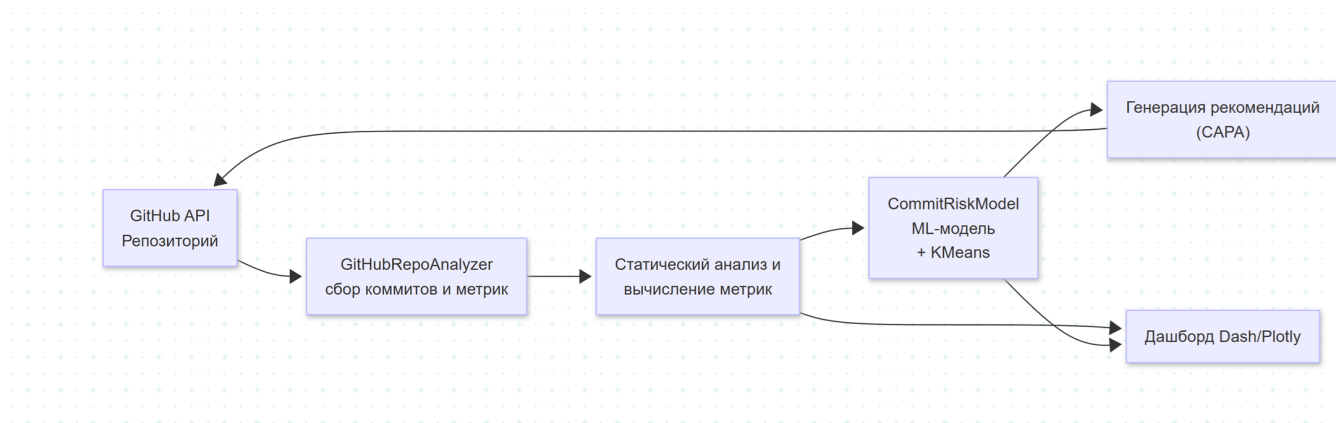 GitHub API
Репозиторий
GitHubRepoAnalyzer
сбор коммитов и метрик
Статический анализ и
вычисление метрик
CommitRiskModel
ML-модель
+ KMeans
Генерация рекомендаций
(CAPA)
Дашборд Dash/Plotly